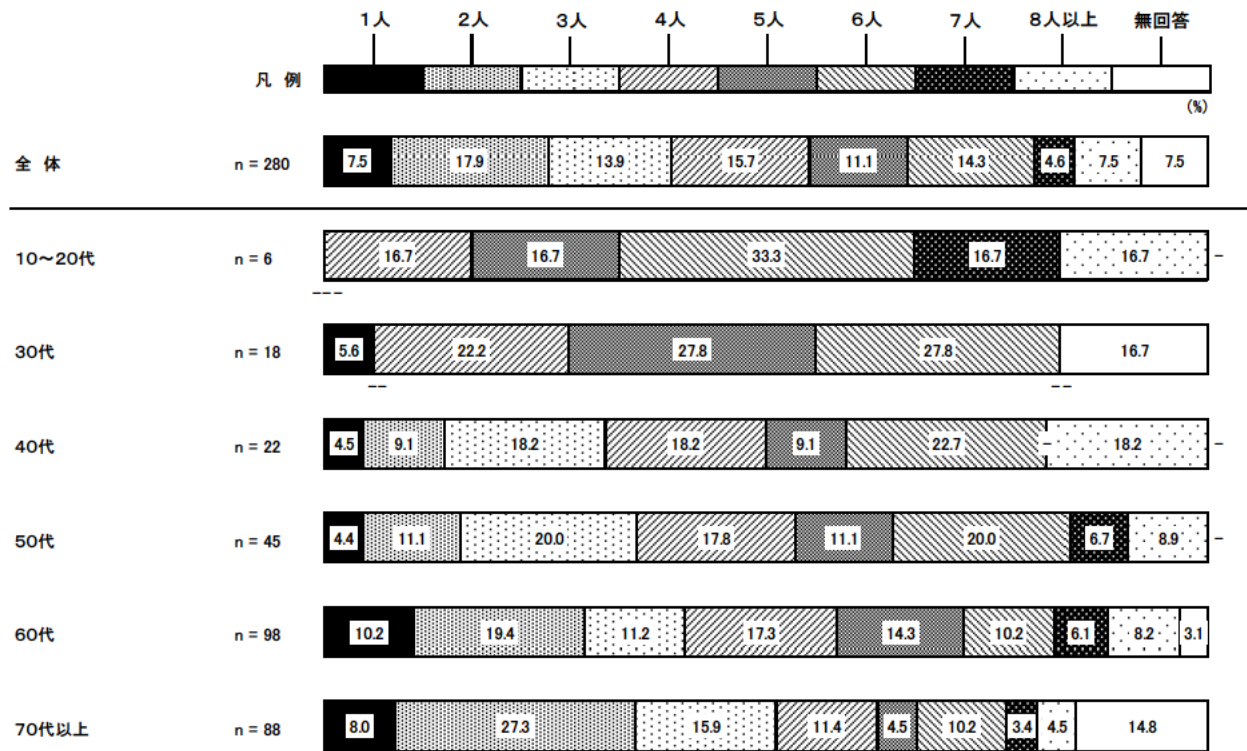 1人 2人 3人 4人 5人 6人 7人 8人以上 無回答
凡 例
(%)
全 体 n = 280 7.5 17.9 13.9 15.7 11.1 14.3 4.6 7.5 7.5
10～20代 n = 6 16.7 16.7 33.3 16.7 16.7 -
---
30代 n = 18 5.6 22.2 27.8 27.8 16.7
-- --
40代 n = 22 4.5 9.1 18.2 18.2 9.1 22.7 - 18.2 -
50代 n = 45 4.4 11.1 20.0 17.8 11.1 20.0 6.7 8.9 -
60代 n = 98 10.2 19.4 11.2 17.3 14.3 10.2 6.1 8.2 3.1
70代以上 n = 88 8.0 27.3 15.9 11.4 4.5 10.2 3.4 4.5 14.8